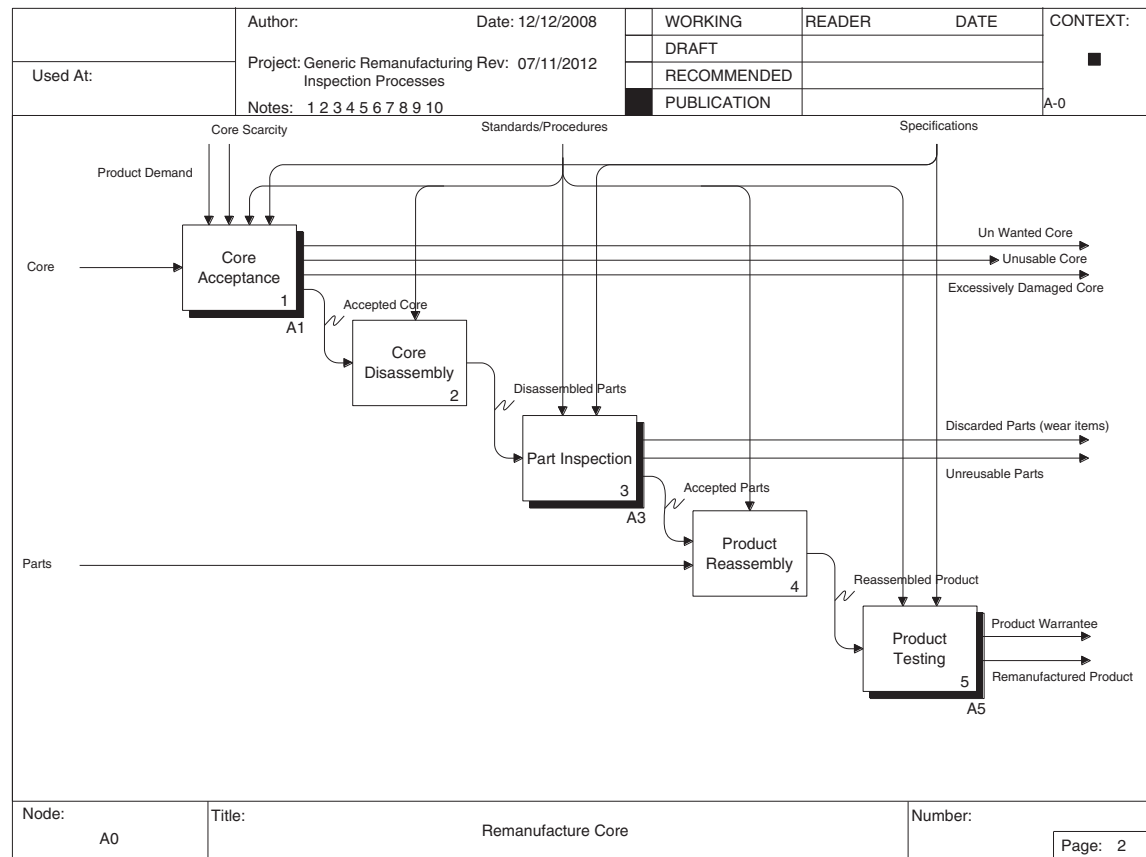 Author:
Date: 12/12/2008
WORKING
READER
DATE
CONTEXT:
DRAFT
Used At:
Project: Generic Remanufacturing
Inspection Processes
Rev: 07/11/2012
RECOMMENDED
Notes: 1 2 3 4 5 6 7 8 9 10
PUBLICATION
A-0
Core Scarcity
Standards/Procedures
Specifications
Product Demand
Core
Core
Acceptance
1
A1
Un Wanted Core
Unusable Core
Excessively Damaged Core
Accepted Core
Core
Disassembly
2
Disassembled Parts
Part Inspection
3
A3
Discarded Parts (wear items)
Unreusable Parts
Accepted Parts
Parts
Product
Reassembly
4
Reassembled Product
Product
Testing
5
A5
Product Warrantee
Remanufactured Product
Node:
A0
Title:
Remanufacture Core
Number:
Page: 2